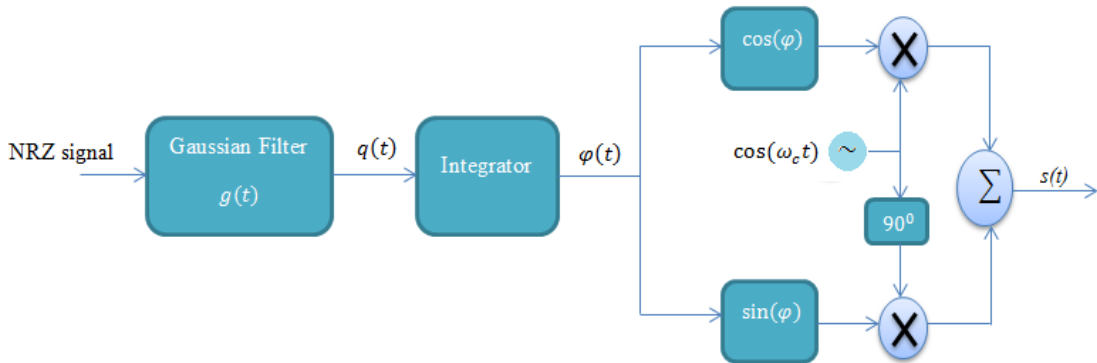 NRZ signal
Gaussian Filter
g(t)
q(t)
Integrator
φ(t)
cos(φ)
X
cos(ω_c t) ~
90⁰
sin(φ)
X
Σ
s(t)